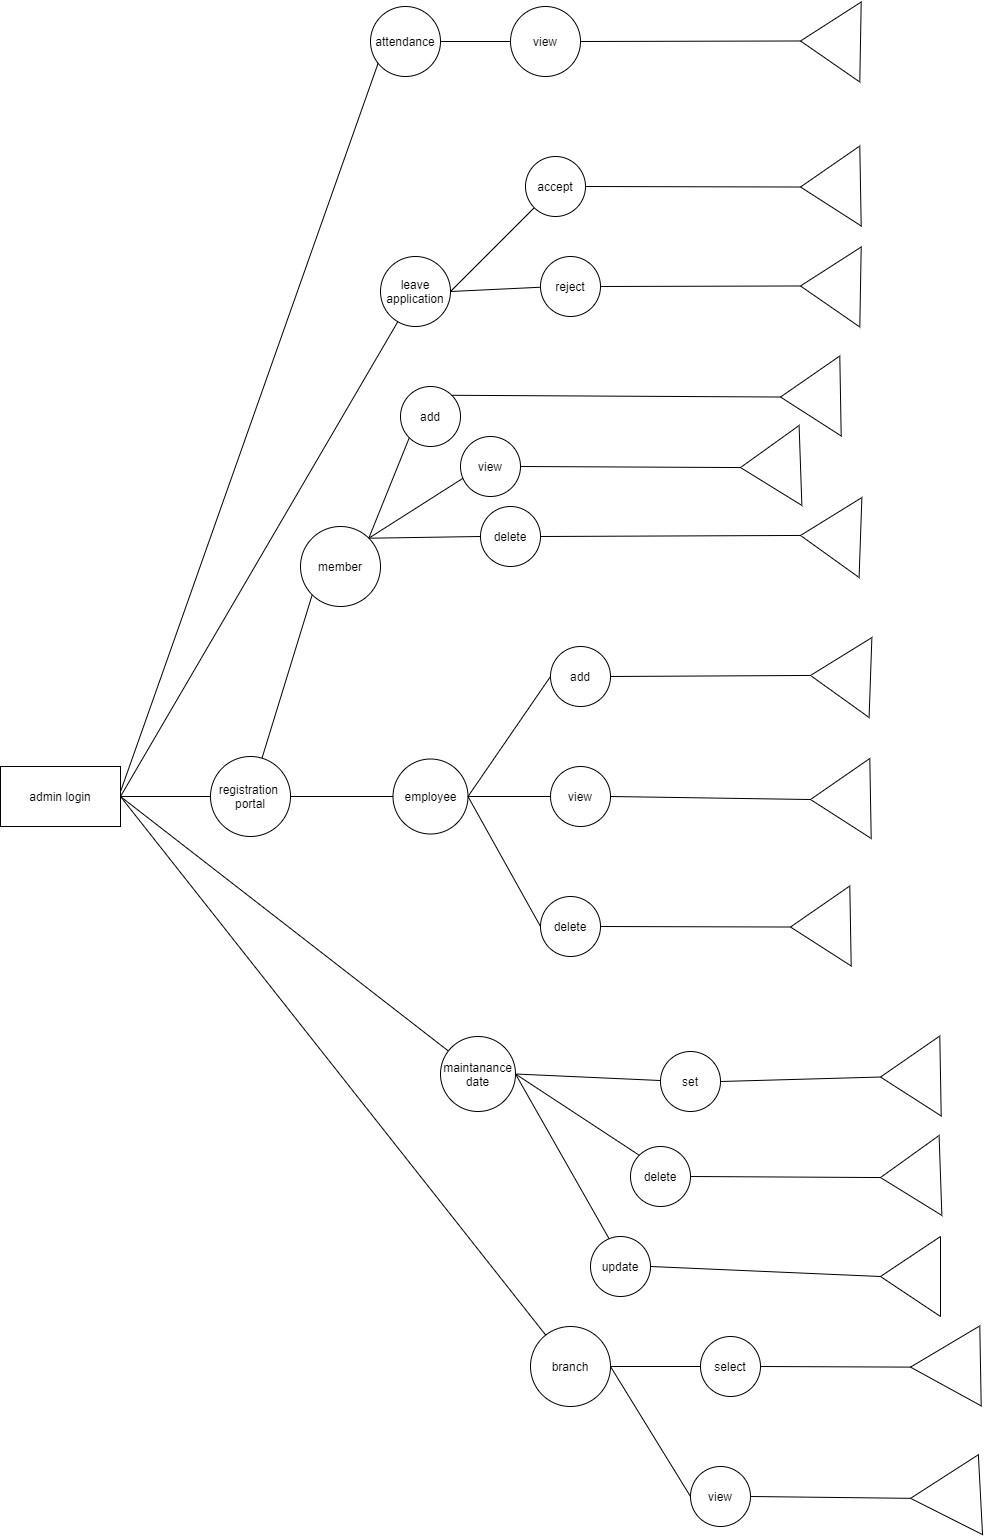 attendance
view
accept
leave
application
reject
add
view
delete
member
add
admin login
registration
portal
employee
view
delete
maintanance
date
set
delete
update
branch
select
view